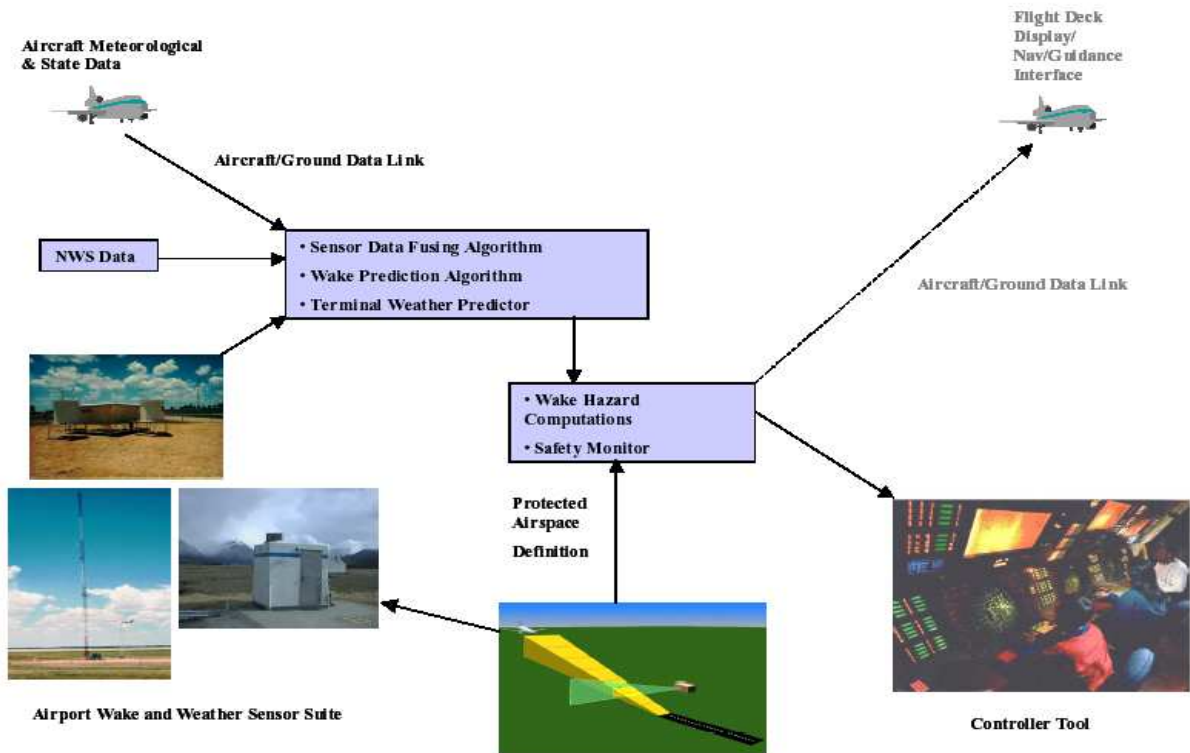 Aircraft Meteorological
& State Data
Flight Deck
Display/
Nav/Guidance
Interface
Aircraft/Ground Data Link
NWS Data
• Sensor Data Fusing Algorithm
• Wake Prediction Algorithm
• Terminal Weather Predictor
Aircraft/Ground Data Link
• Wake Hazard
Computations
• Safety Monitor
Protected
Airspace
Definition
Airport Wake and Weather Sensor Suite
Controller Tool